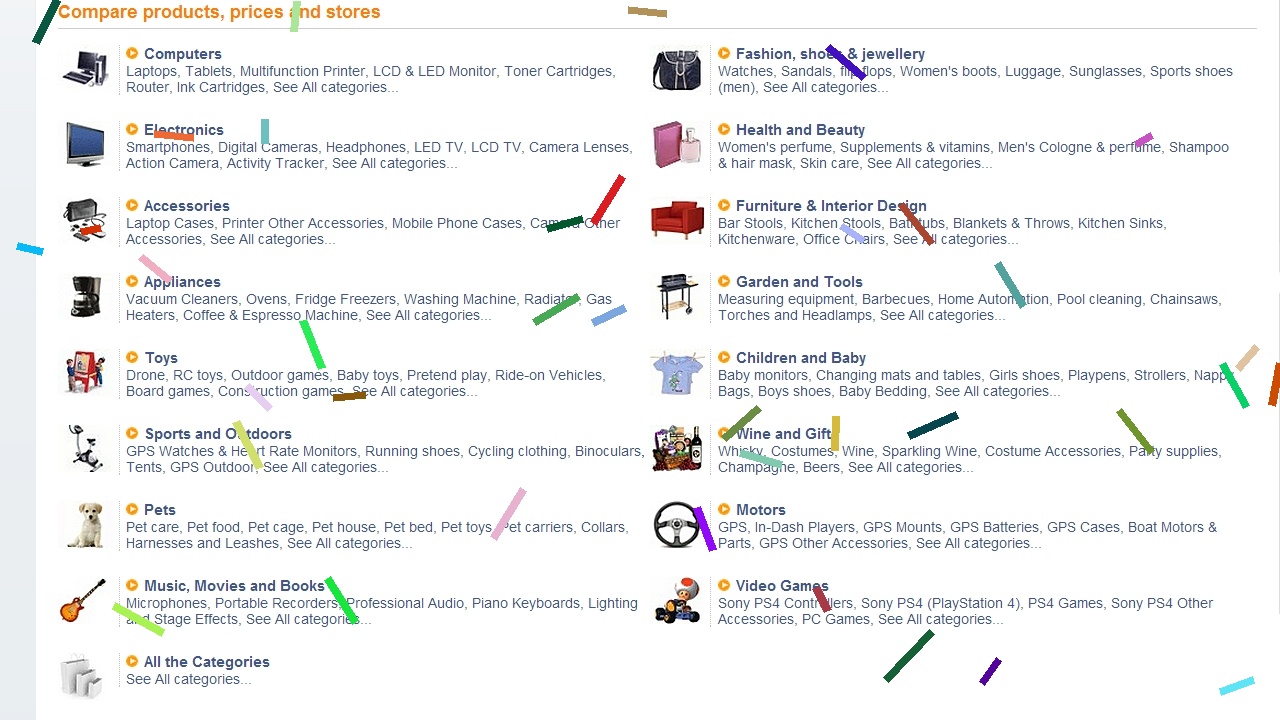 Compare products, prices and stores
Computers
Laptops, Tablets, Multifunction Printer, LCD & LED Monitor, Toner Cartridges,
Router, Ink Cartridges, See All categories...
Electronics
Smartphones, Digital Cameras, Headphones, LED TV, LCD TV, Camera Lenses,
Action Camera, Activity Tracker, See All categories...
Accessories
Laptop Cases, Printer Other Accessories, Mobile Phone Cases, Camera Other
Accessories, See All categories...
Appliances
Vacuum Cleaners, Ovens, Fridge Freezers, Washing Machine, Radiator, Gas
Heaters, Coffee & Espresso Machine, See All categories...
Toys
Drone, RC toys, Outdoor games, Baby toys, Pretend play, Ride-on Vehicles,
Board games, Construction games, See All categories...
Sports and Outdoors
GPS Watches & Heart Rate Monitors, Running shoes, Cycling clothing, Binoculars,
Tents, GPS Outdoor, See All categories...
Pets
Pet care, Pet food, Pet cage, Pet house, Pet bed, Pet toys, Pet carriers, Collars,
Harnesses and Leashes, See All categories...
Music, Movies and Books
Microphones, Portable Recorders, Professional Audio, Piano Keyboards, Lighting
and Stage Effects, See All categories...
All the Categories
See All categories...
Fashion, shoes & jewellery
Watches, Sandals, flip flops, Women's boots, Luggage, Sunglasses, Sports shoes
(men), See All categories...
Health and Beauty
Women's perfume, Supplements & vitamins, Men's Cologne & perfume, Shampoo
& hair mask, Skin care, See All categories...
Furniture & Interior Design
Bar Stools, Kitchen Stools, Bathtubs, Blankets & Throws, Kitchen Sinks,
Kitchenware, Office Chairs, See All categories...
Garden and Tools
Measuring equipment, Barbecues, Home Automation, Pool cleaning, Chainsaws,
Torches and Headlamps, See All categories...
Children and Baby
Baby monitors, Changing mats and tables, Girls shoes, Playpens, Strollers, Nappy
Bags, Boys shoes, Baby Bedding, See All categories...
Wine and Gifts
Whisky, Costumes, Wine, Sparkling Wine, Costume Accessories, Party supplies,
Champagne, Beers, See All categories...
Motors
GPS, In-Dash Players, GPS Mounts, GPS Batteries, GPS Cases, Boat Motors &
Parts, GPS Other Accessories, See All categories...
Video Games
Sony PS4 Controllers, Sony PS4 (PlayStation 4), PS4 Games, Sony PS4 Other
Accessories, PC Games, See All categories...